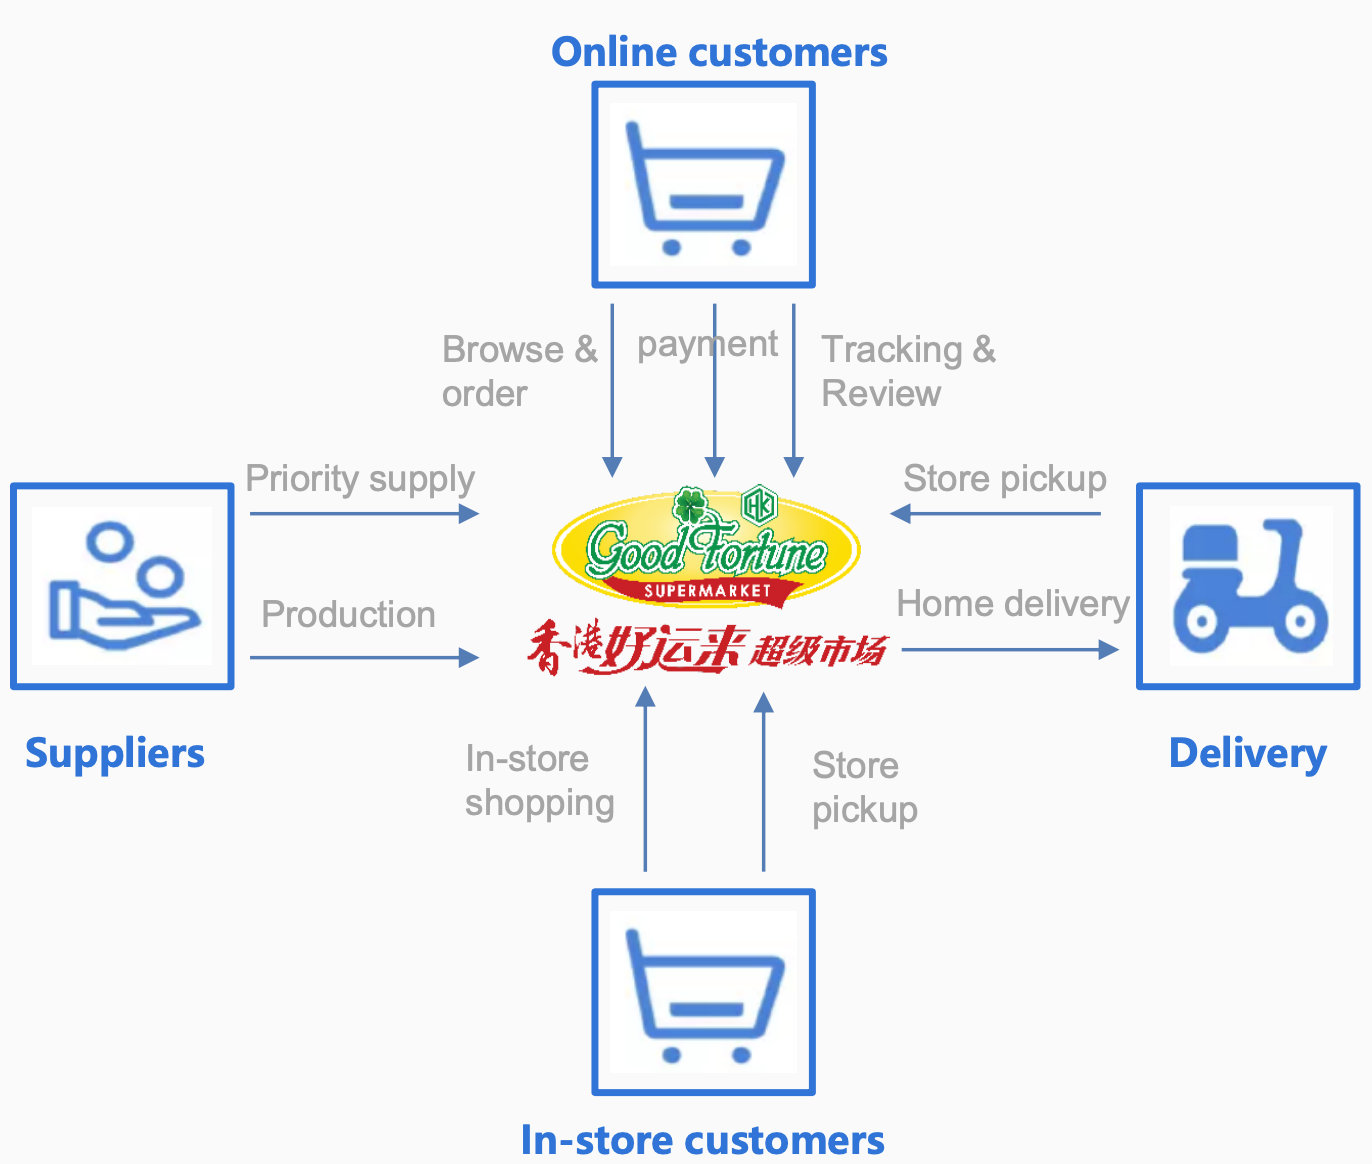 Online customers
Browse &
order
payment
Tracking &
Review
Priority supply
Store pickup
HK
Good Fortune
SUPERMARKET
Production
Home delivery
香港好运来 超级市场
Suppliers
Delivery
In-store
shopping
Store
pickup
In-store customers